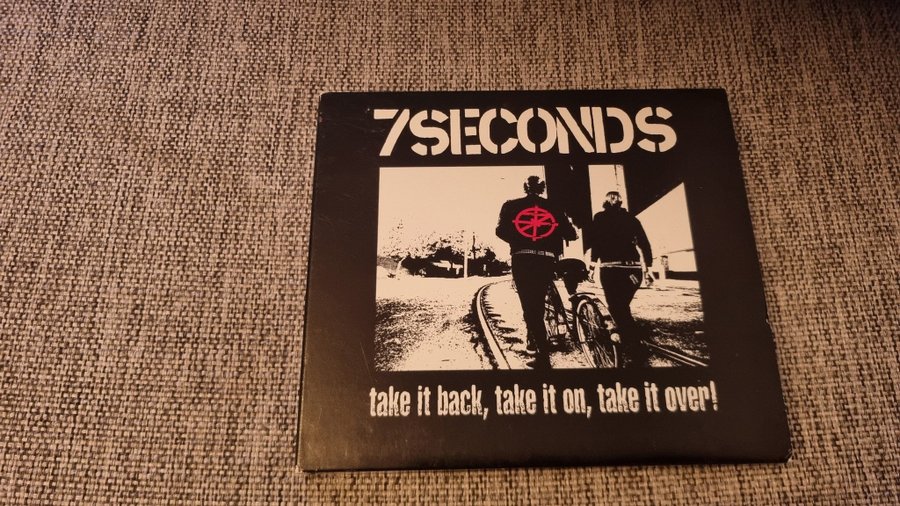 7SECONDS
take it back, take it on, take it over!